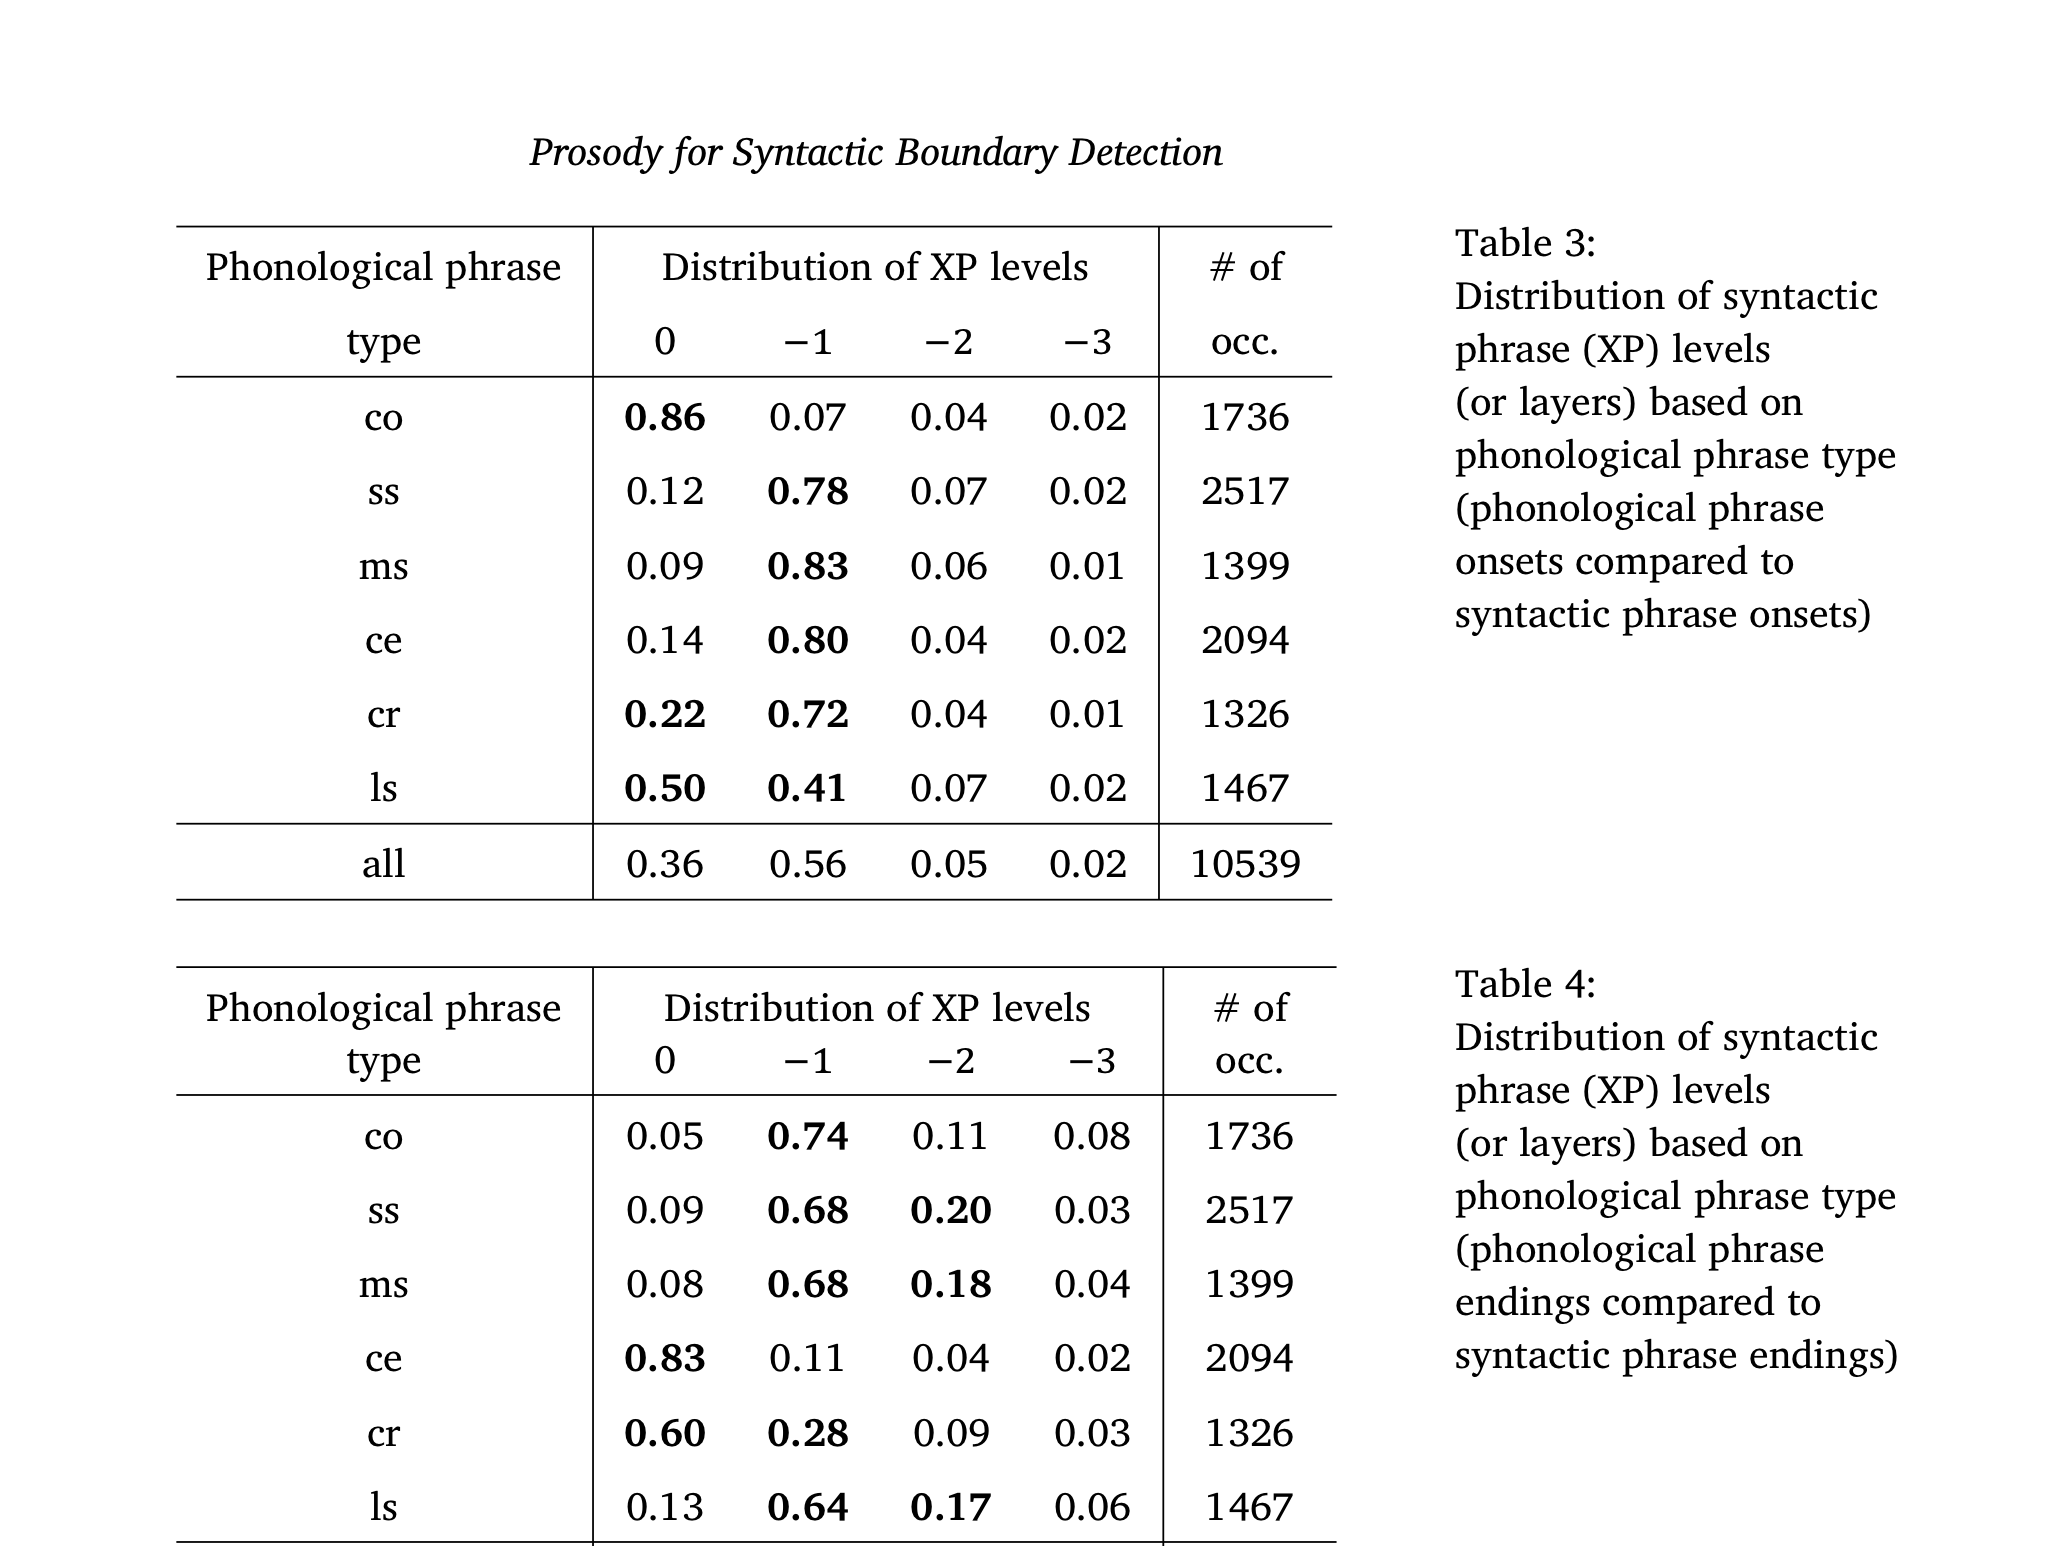 Prosody for Syntactic Boundary Detection
Phonological phrase Distribution of XP levels # of
type 0 −1 −2 −3 occ.
co 0.86 0.07 0.04 0.02 1736
ss 0.12 0.78 0.07 0.02 2517
ms 0.09 0.83 0.06 0.01 1399
ce 0.14 0.80 0.04 0.02 2094
cr 0.22 0.72 0.04 0.01 1326
ls 0.50 0.41 0.07 0.02 1467
all 0.36 0.56 0.05 0.02 10539
Table 3:
Distribution of syntactic
phrase (XP) levels
(or layers) based on
phonological phrase type
(phonological phrase
onsets compared to
syntactic phrase onsets)
Phonological phrase Distribution of XP levels # of
type 0 −1 −2 −3 occ.
co 0.05 0.74 0.11 0.08 1736
ss 0.09 0.68 0.20 0.03 2517
ms 0.08 0.68 0.18 0.04 1399
ce 0.83 0.11 0.04 0.02 2094
cr 0.60 0.28 0.09 0.03 1326
ls 0.13 0.64 0.17 0.06 1467
Table 4:
Distribution of syntactic
phrase (XP) levels
(or layers) based on
phonological phrase type
(phonological phrase
endings compared to
syntactic phrase endings)